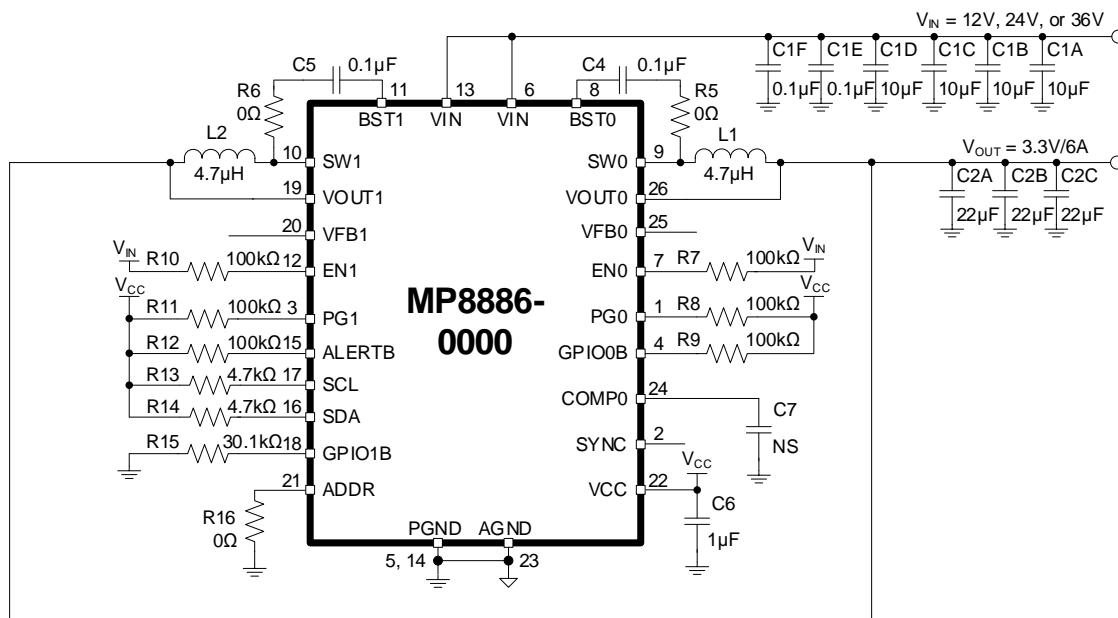 V_IN = 12V, 24V, or 36V
C1F C1E C1D C1C C1B C1A
0.1µF 0.1µF 10µF 10µF 10µF 10µF
C5 0.1µF
C4 0.1µF
R6
0Ω
R5
0Ω
11 13 6 8
BST1 VIN VIN BST0
L2
4.7µH
10 SW1
SW0 9
L1
4.7µH
V_OUT = 3.3V/6A
C2A C2B C2C
22µF 22µF 22µF
19 VOUT1
VOUT0 26
20 VFB1
VFB0 25
V_IN
R10 100kΩ 12 EN1
EN0 7 R7 100kΩ
V_IN
V_CC
R11 100kΩ 3 PG1
PG0 1 R8 100kΩ
V_CC
MP8886-
0000
R12 100kΩ 15 ALERTB
GPIO0B 4 R9 100kΩ
R13 4.7kΩ 17 SCL
COMP0 24
C7
NS
R14 4.7kΩ 16 SDA
SYNC 2
R15 30.1kΩ 18 GPIO1B
V_CC
21 ADDR
VCC 22
C6
1µF
R16
0Ω
PGND AGND
5, 14 23